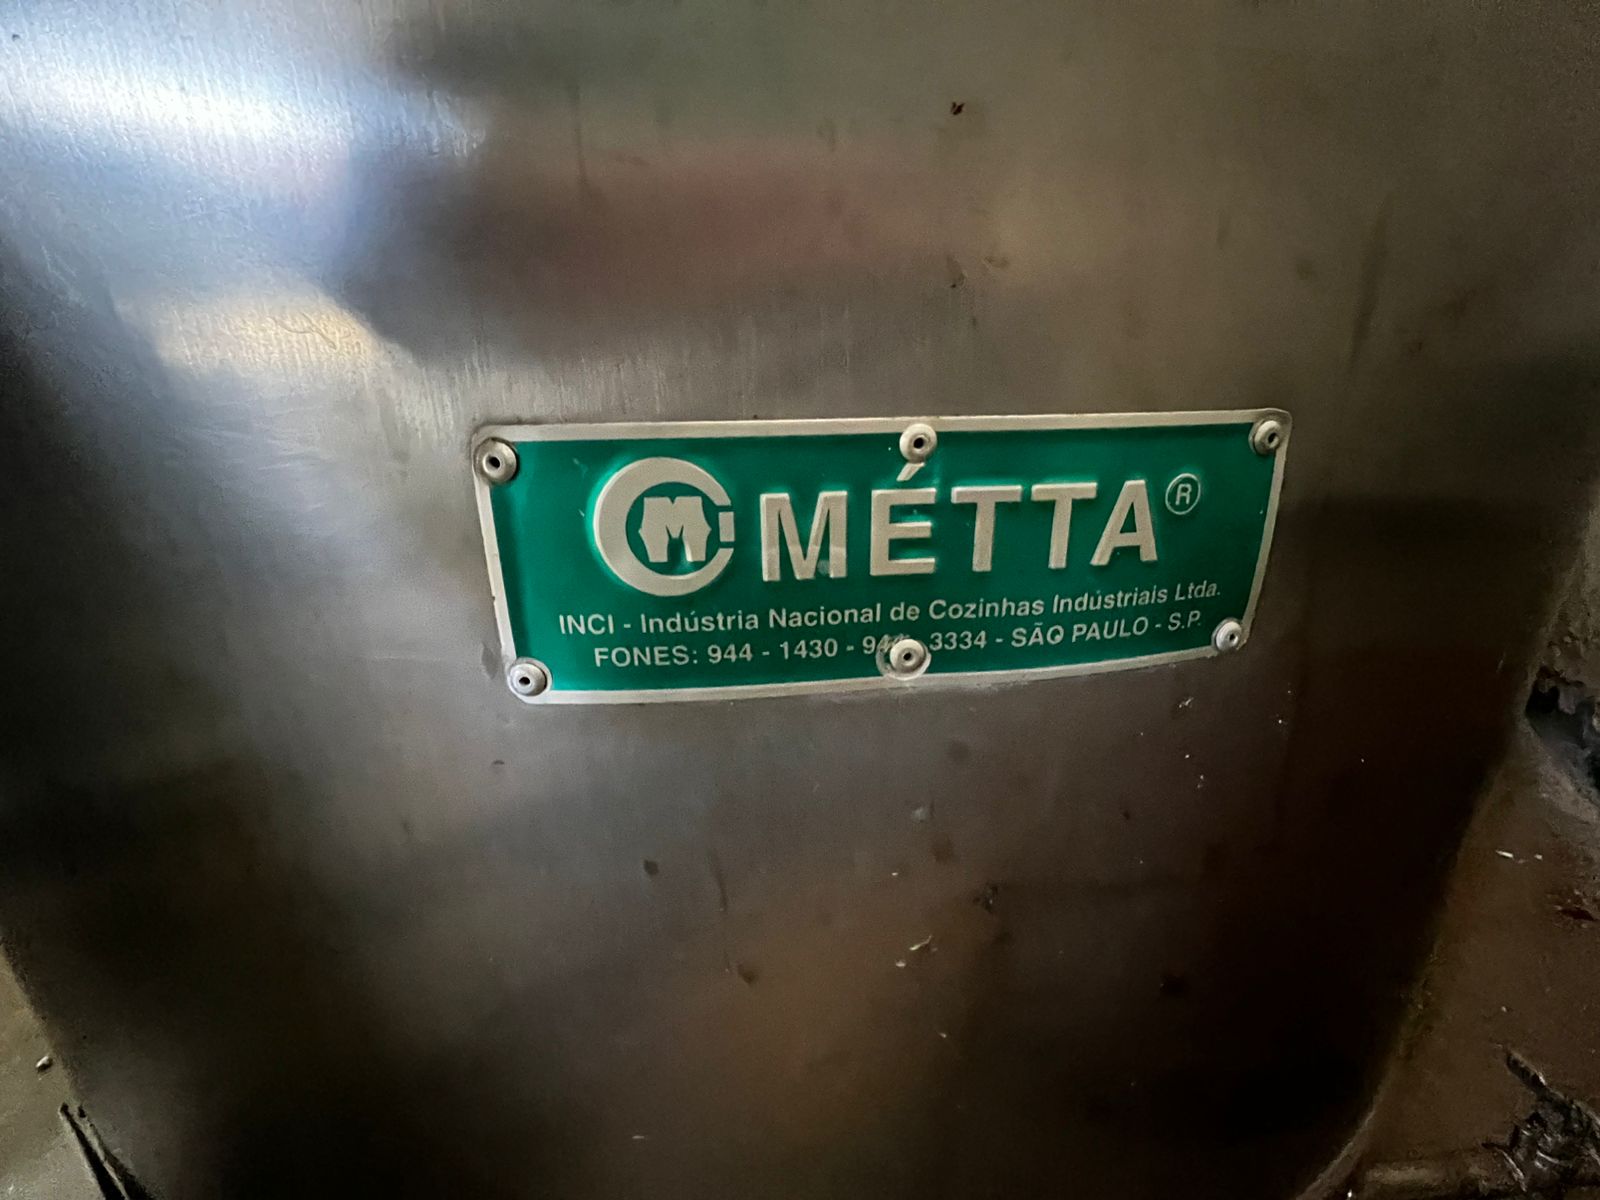 MÉTTA ®
INCI - Indústria Nacional de Cozinhas Industriais Ltda.
FONES: 944 - 1430 - 3334 - SÃO PAULO - S.P.